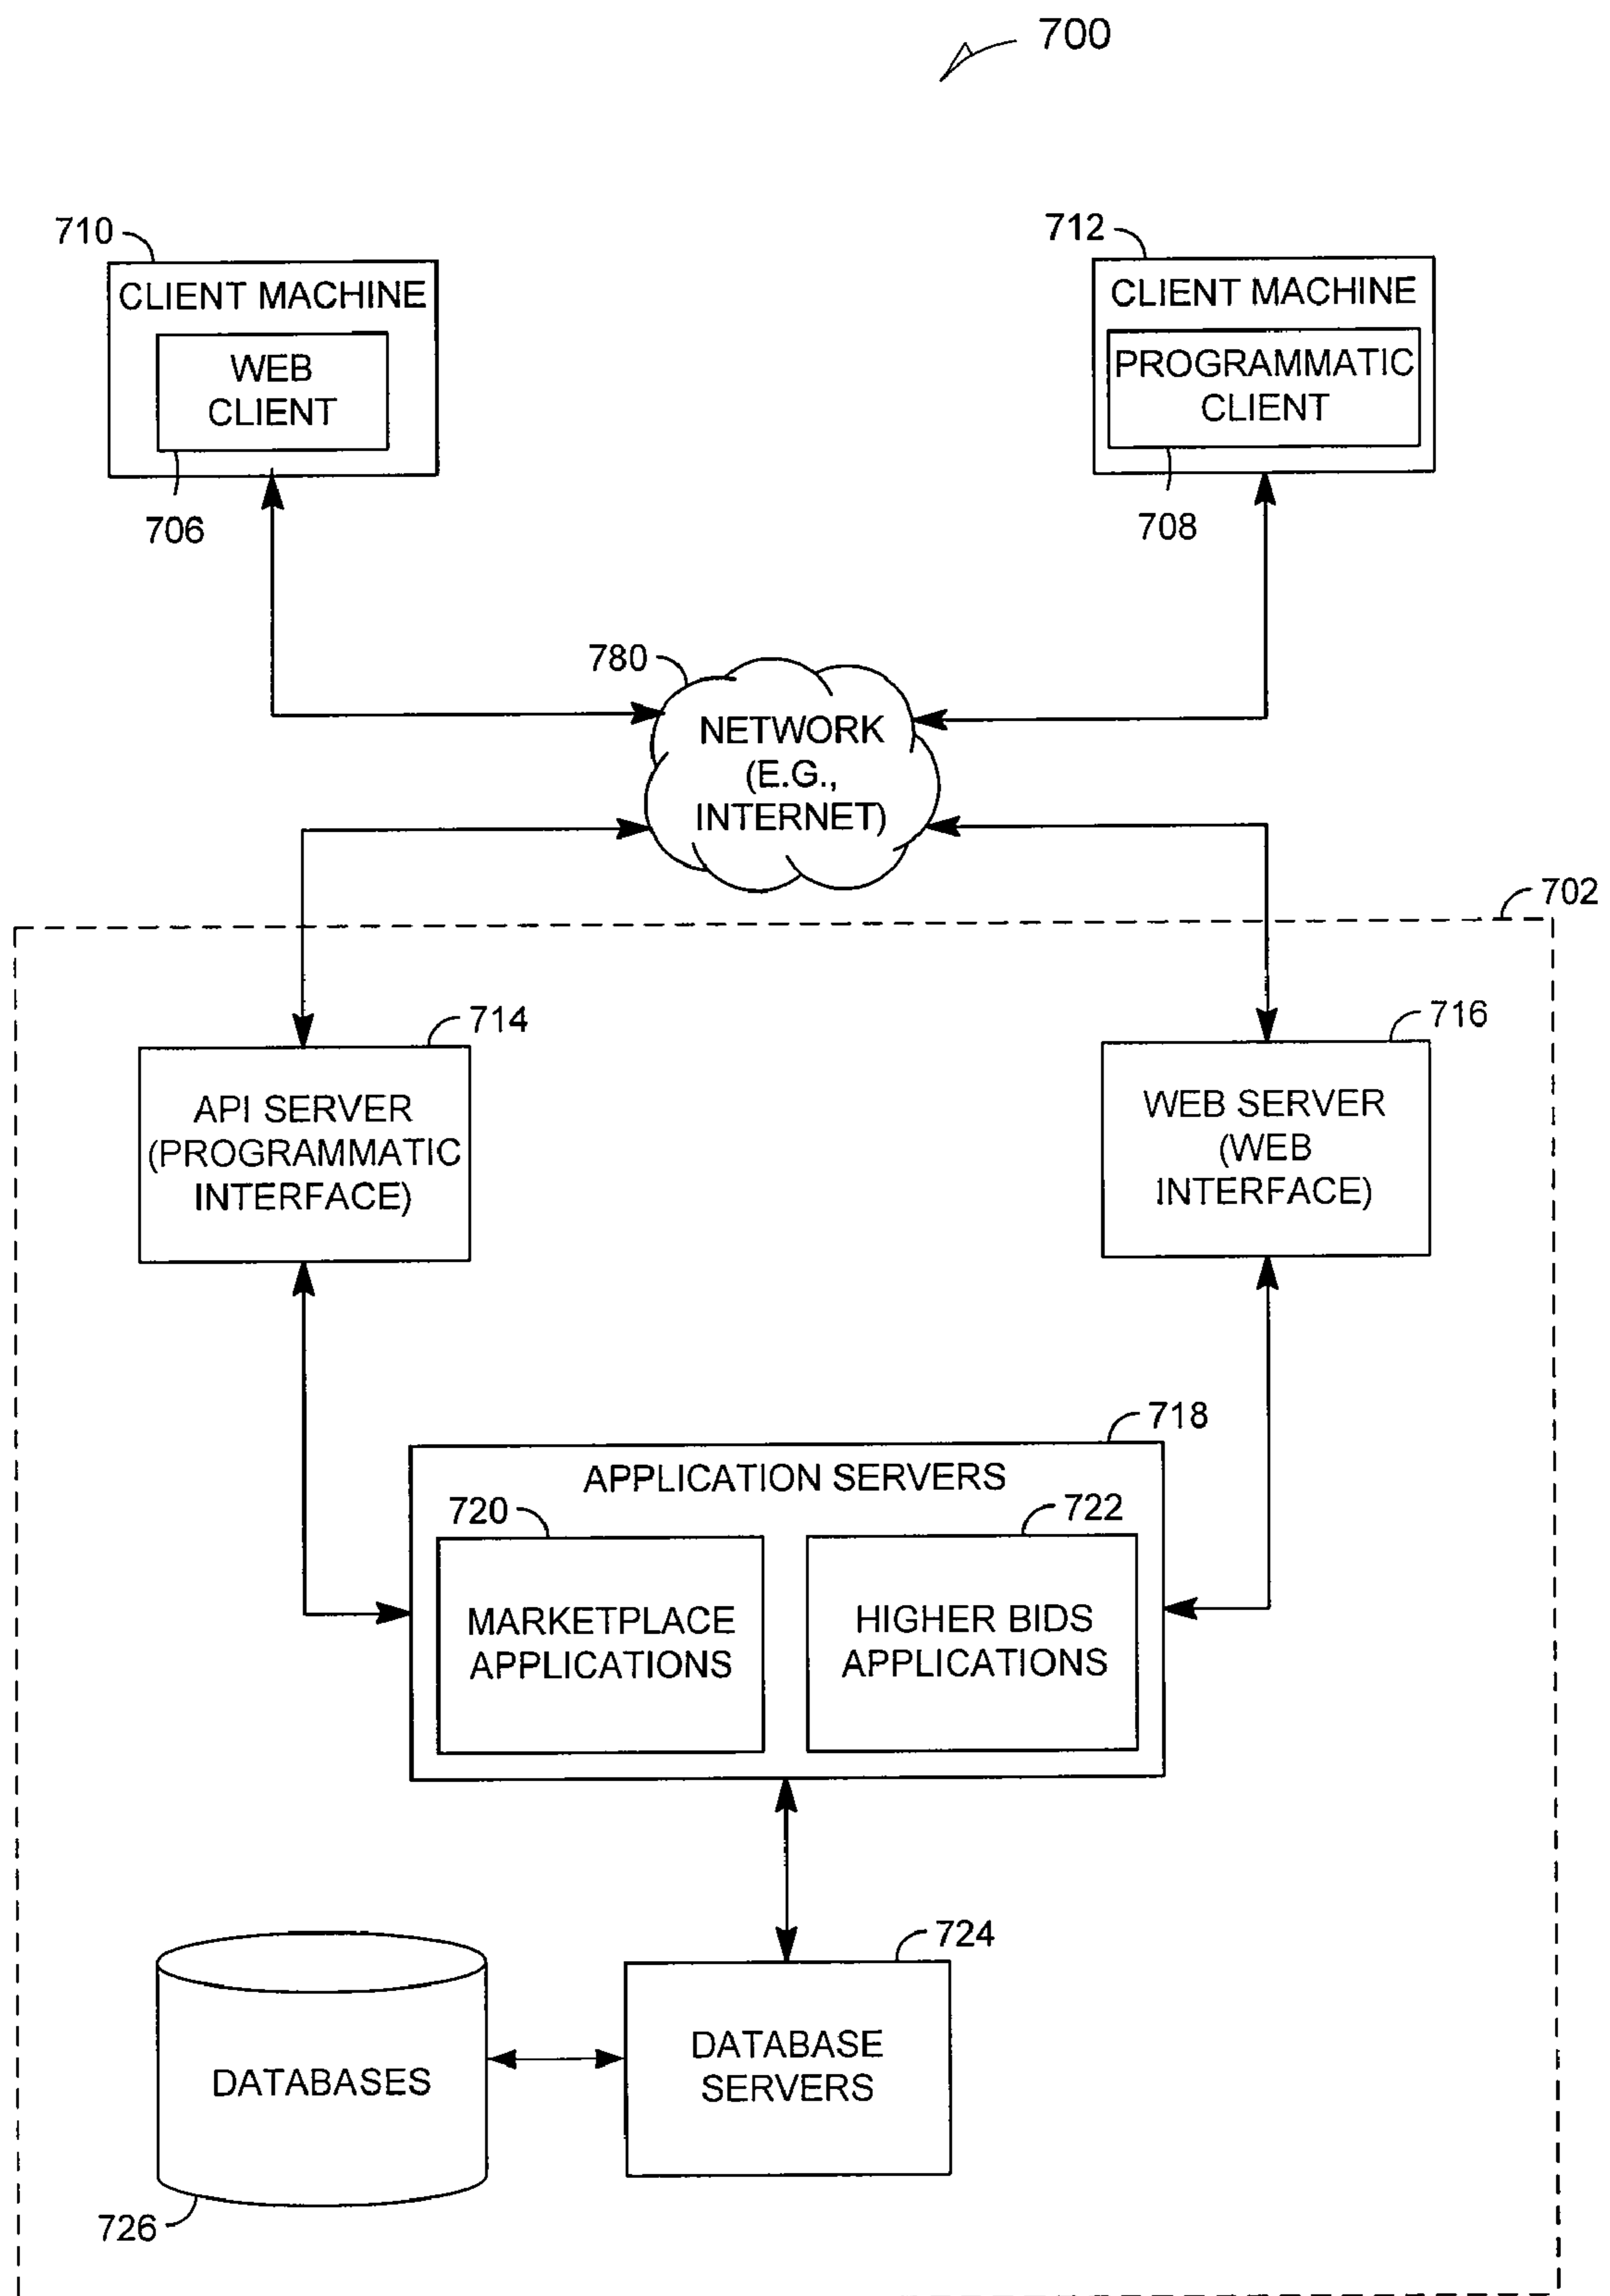 700
710
CLIENT MACHINE
WEB
CLIENT
706
712
CLIENT MACHINE
PROGRAMMATIC
CLIENT
708
780
NETWORK
(E.G.,
INTERNET)
702
714
API SERVER
(PROGRAMMATIC
INTERFACE)
716
WEB SERVER
(WEB
INTERFACE)
718
APPLICATION SERVERS
720
MARKETPLACE
APPLICATIONS
722
HIGHER BIDS
APPLICATIONS
724
DATABASE
SERVERS
DATABASES
726